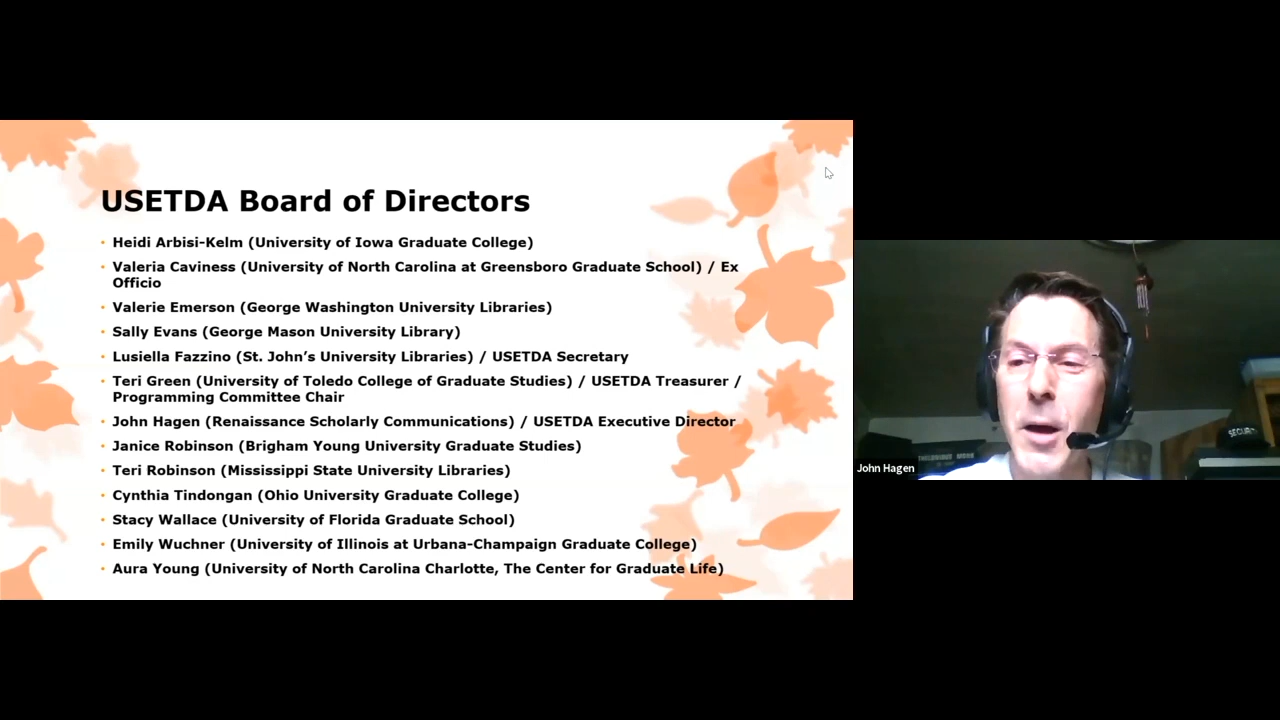 USETDA Board of Directors
• Heidi Arbisi-Kelm (University of Iowa Graduate College)
• Valeria Caviness (University of North Carolina at Greensboro Graduate School) / Ex
Officio
• Valerie Emerson (George Washington University Libraries)
• Sally Evans (George Mason University Library)
• Lusiella Fazzino (St. John’s University Libraries) / USETDA Secretary
• Teri Green (University of Toledo College of Graduate Studies) / USETDA Treasurer /
Programming Committee Chair
• John Hagen (Renaissance Scholarly Communications) / USETDA Executive Director
• Janice Robinson (Brigham Young University Graduate Studies)
• Teri Robinson (Mississippi State University Libraries)
• Cynthia Tindongan (Ohio University Graduate College)
• Stacy Wallace (University of Florida Graduate School)
• Emily Wuchner (University of Illinois at Urbana-Champaign Graduate College)
• Aura Young (University of North Carolina Charlotte, The Center for Graduate Life)
John Hagen